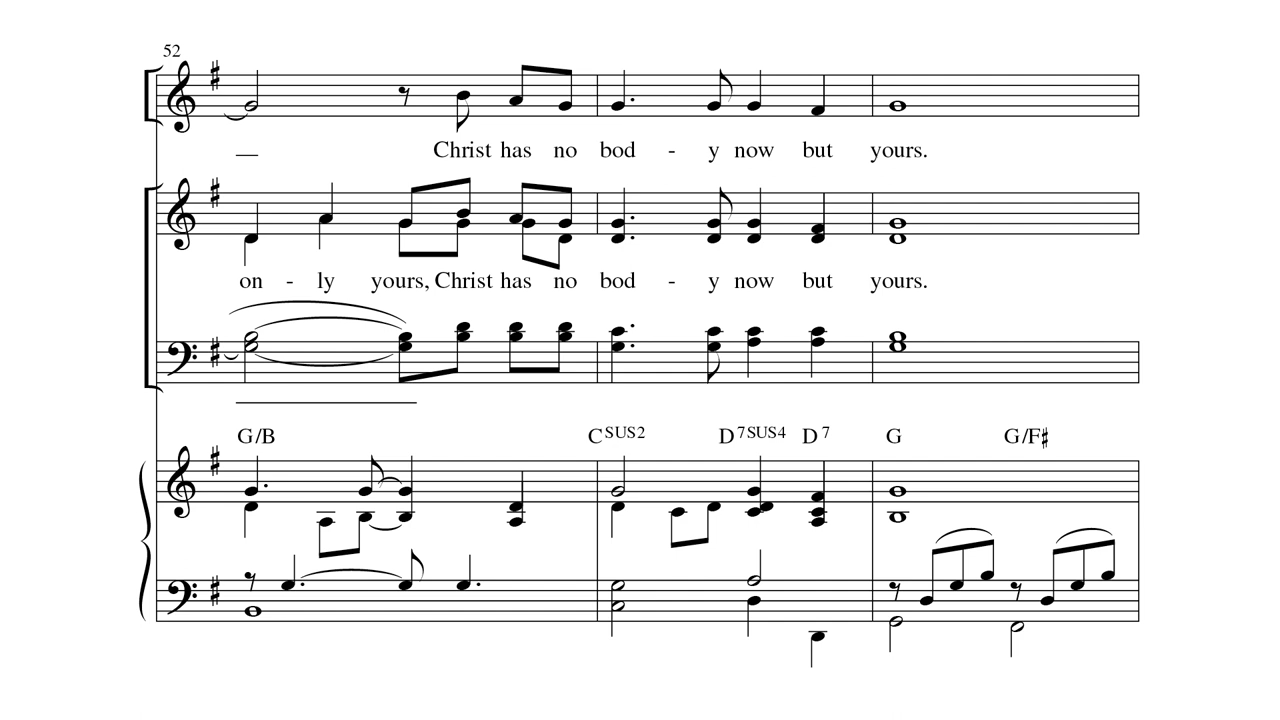 52
Christ has no bod - y now but yours.
on - ly yours, Christ has no bod - y now but yours.
G/B CSUS2 D7SUS4 D7 G G/F♯